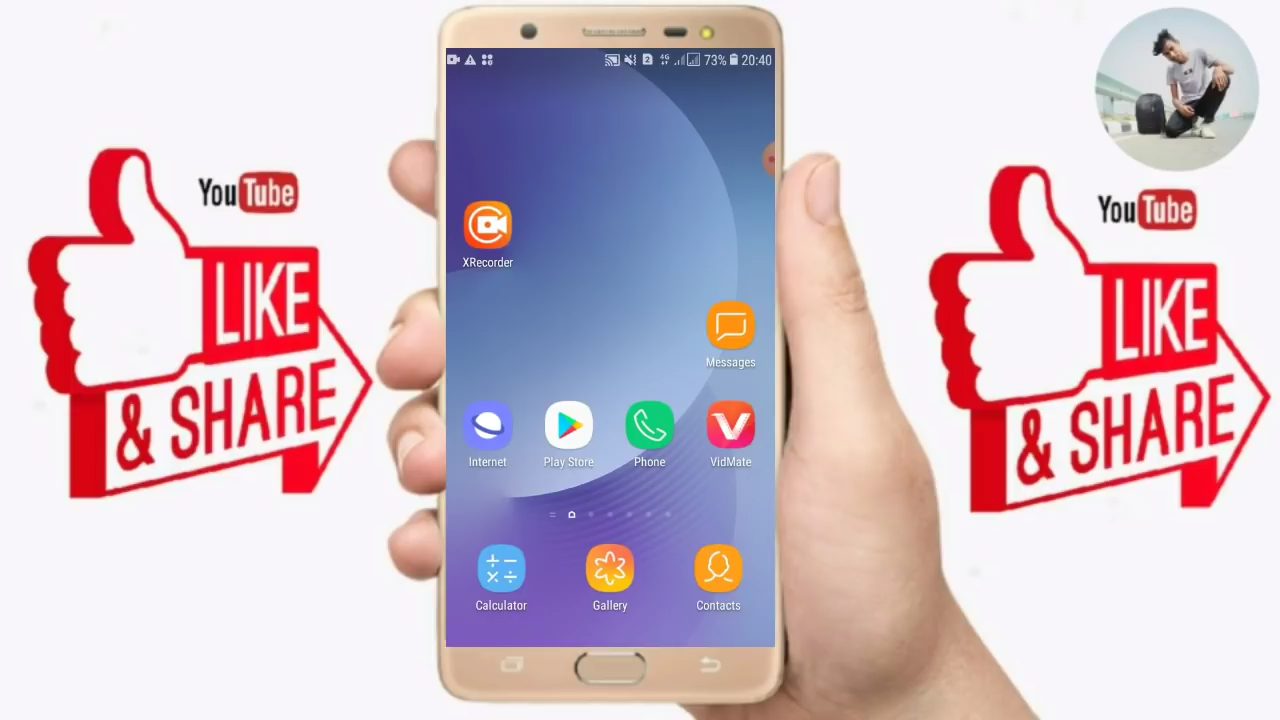 4G 73% 20:40
YouTube
LIKE
& SHARE
XRecorder
Messages
Internet Play Store Phone VidMate
Calculator Gallery Contacts
YouTube
LIKE
& SHARE